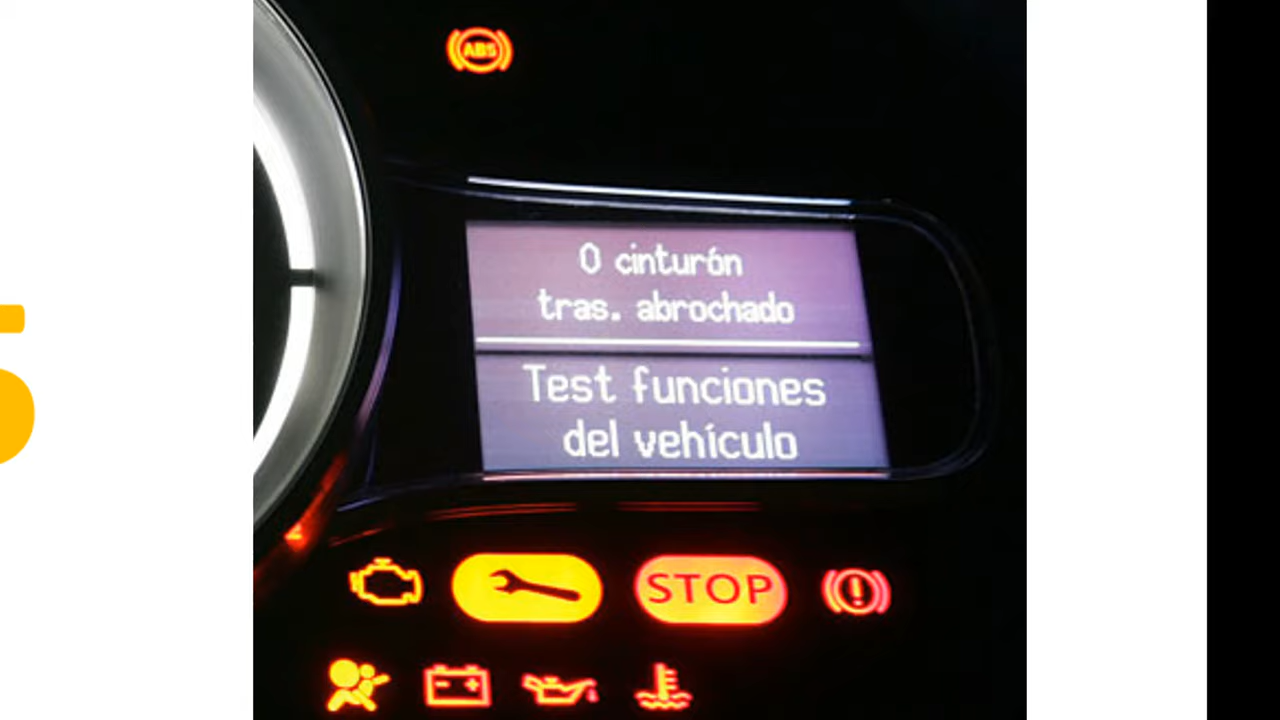 ABS
0 cinturón
tras. abrochado
Test funciones
del vehículo
STOP